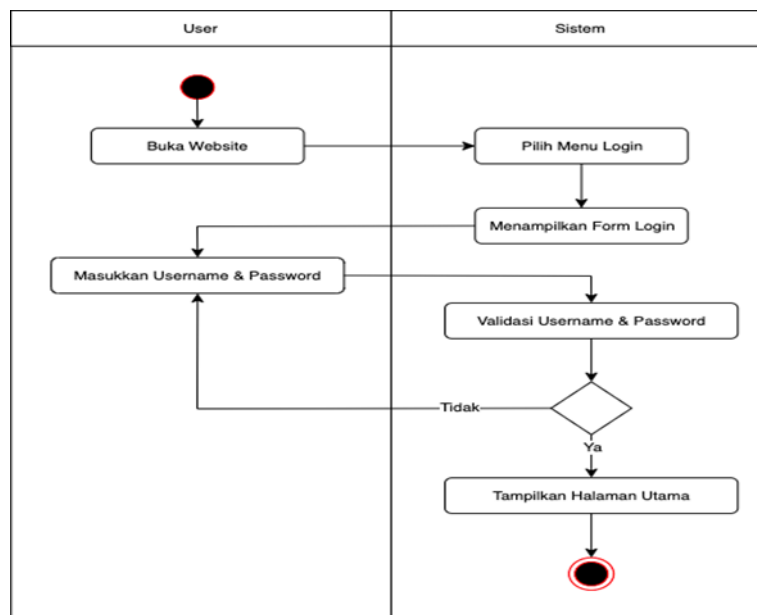 User
Sistem
Buka Website
Pilih Menu Login
Menampilkan Form Login
Masukkan Username & Password
Validasi Username & Password
Tidak
Ya
Tampilkan Halaman Utama